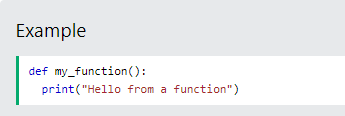 Example
def my_function():
  print("Hello from a function")